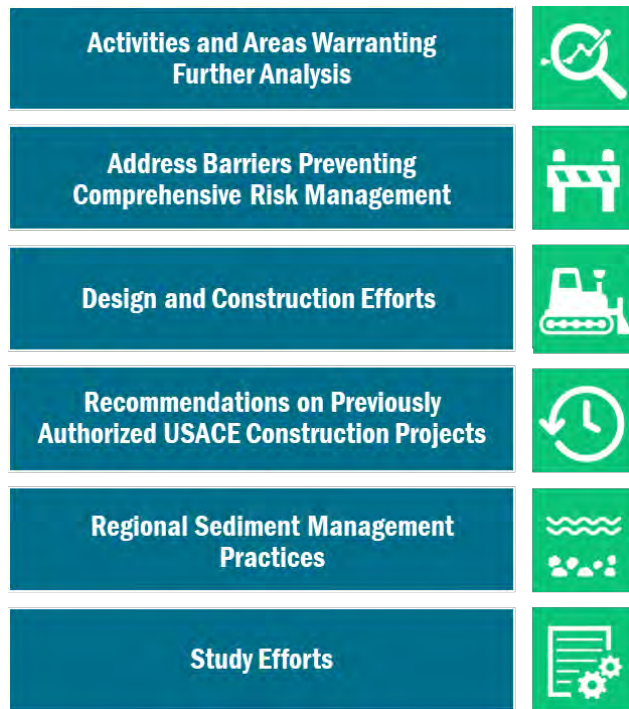 Activities and Areas Warranting
Further Analysis
Address Barriers Preventing
Comprehensive Risk Management
Design and Construction Efforts
Recommendations on Previously
Authorized USACE Construction Projects
Regional Sediment Management
Practices
Study Efforts